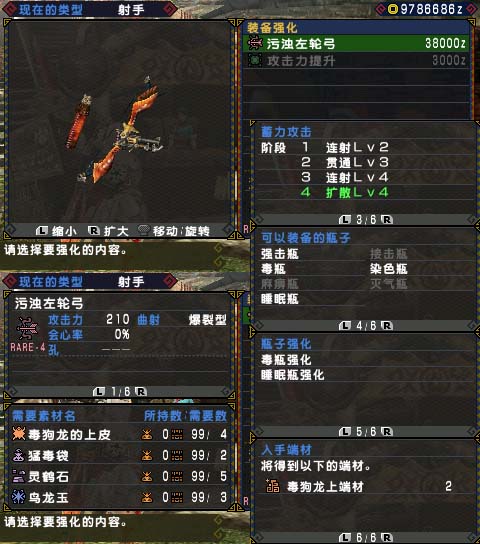 现在的类型 射手
缩小 R 扩大 移动/旋转
请选择要强化的内容。
9786686z
装备强化
污浊左轮弓 38000z
攻击力提升 3000z
蓄力攻击
阶段 1 连射Lv2
2 贯通Lv3
3 连射Lv4
4 扩散Lv4
L 3/6 R
可以装备的瓶子
强击瓶 接击瓶
毒瓶 染色瓶
麻痹瓶 灭气瓶
睡眠瓶
L 4/6 R
瓶子强化
毒瓶强化
睡眠瓶强化
L 5/6 R
入手端材
将得到以下的端材。
毒狗龙上端材 2
L 6/6 R
现在的类型 射手
污浊左轮弓
攻击力 210 曲射 爆裂型
会心率 0%
RARE-4 孔 ---
L 1/6 R
需要素材名 所持数/需要数
毒狗龙的上皮 0 99/ 4
猛毒袋 0 99/ 2
灵鹤石 0 99/ 5
鸟龙玉 0 99/ 3
请选择要强化的内容。